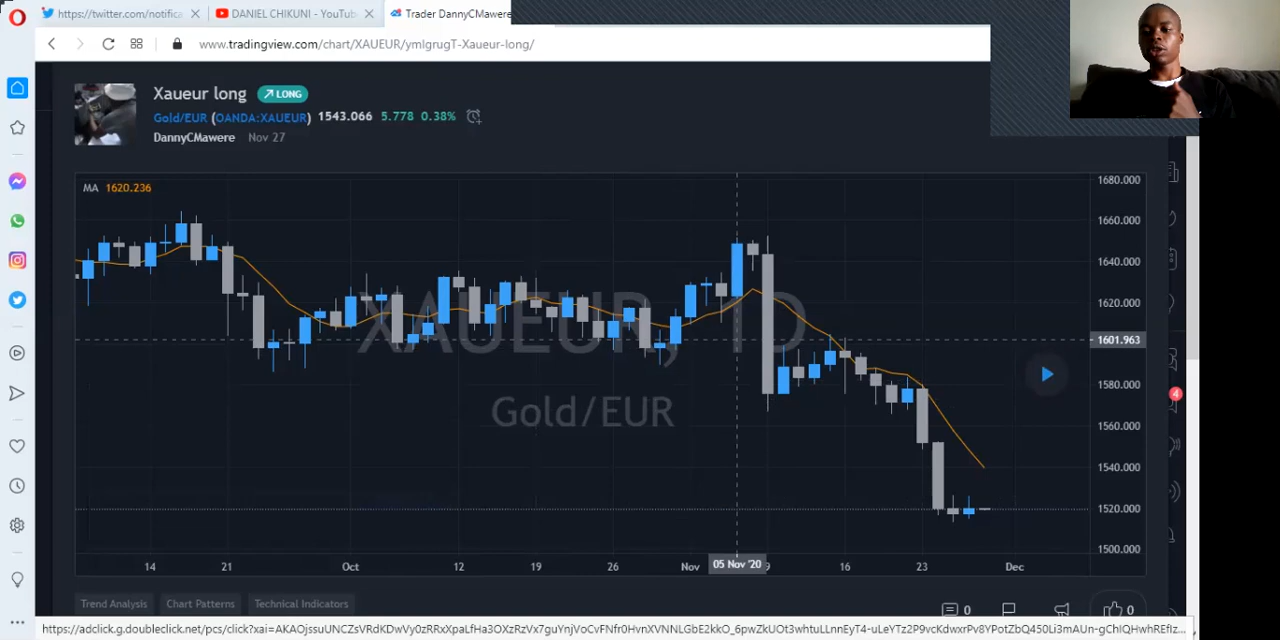 https://twitter.com/notifica
DANIEL CHIKUNI - YouTub
Trader DannyCMawere
www.tradingview.com/chart/XAUEUR/ymlgrugT-Xaueur-long/
Xaueur long
LONG
Gold/EUR (OANDA:XAUEUR) 1543.066 5.778 0.38%
DannyCMawere Nov 27
MA 1620.236
1680.000
1660.000
1640.000
1620.000
1601.963
1580.000
1560.000
1540.000
1520.000
1500.000
XAUEUR, 1D
Gold/EUR
4
14 21 Oct 12 19 26 Nov 05 Nov '20 9 16 23 Dec
Trend Analysis Chart Patterns Technical Indicators
0 0